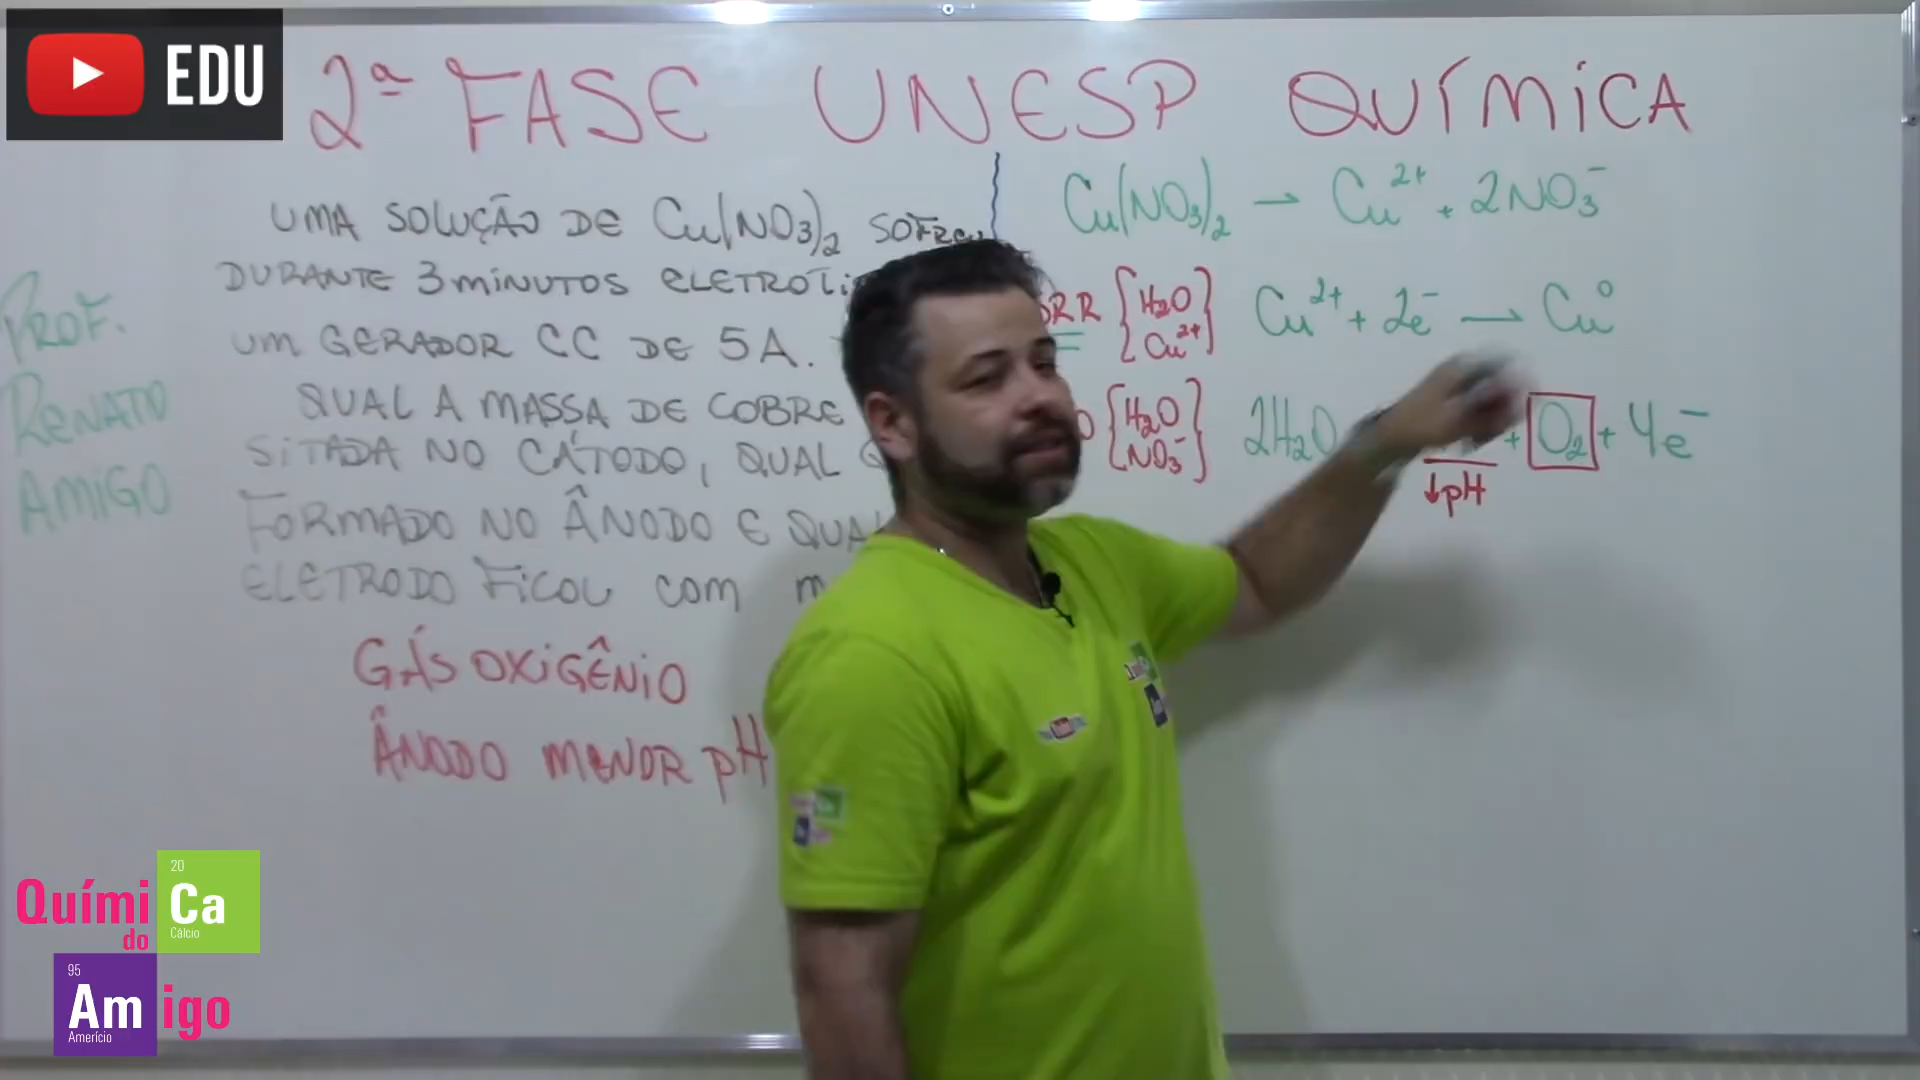 EDU
2ª FASE UNESP QUÍMICA
PROF.
RENATO
AMIGO
UMA SOLUÇÃO DE Cu(NO3)2 SOFREU
DURANTE 3 MINUTOS
UM GERADOR CC DE 5A.
QUAL A MASSA DE COBRE
SITADA NO CÁTODO, QUAL
FORMADO NO ÂNODO E QUAL
ELETRODO FICOU COM
GÁS OXIGÊNIO
ÂNODO MENOR pH
Cu(NO3)2 → Cu2+ + 2NO3-
H2O
Cu2+
Cu2+ + 2e- → Cu0
H2O
NO3-
2H2O + O2 + 4e-
↓pH
20
Quími Ca
do Cálcio
95
Am igo
Amerício